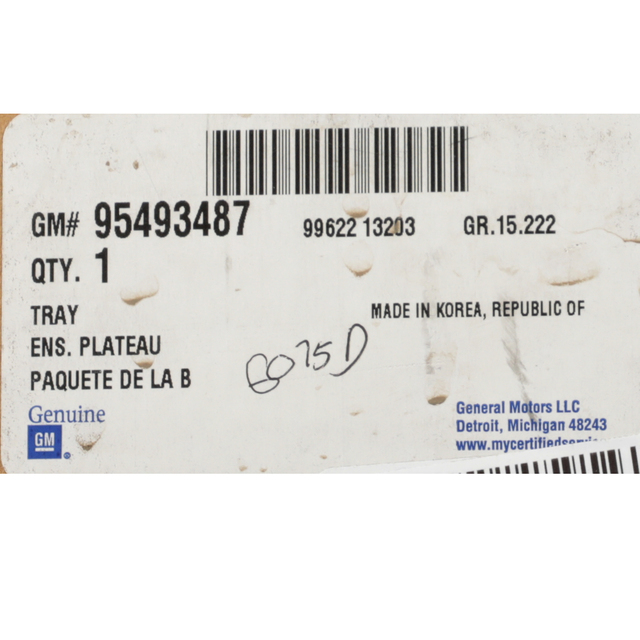 GM# 95493487 99622 13203 GR.15.222
QTY. 1
TRAY MADE IN KOREA, REPUBLIC OF
ENS. PLATEAU
PAQUETE DE LA B
Genuine
GM
General Motors LLC
Detroit, Michigan 48243